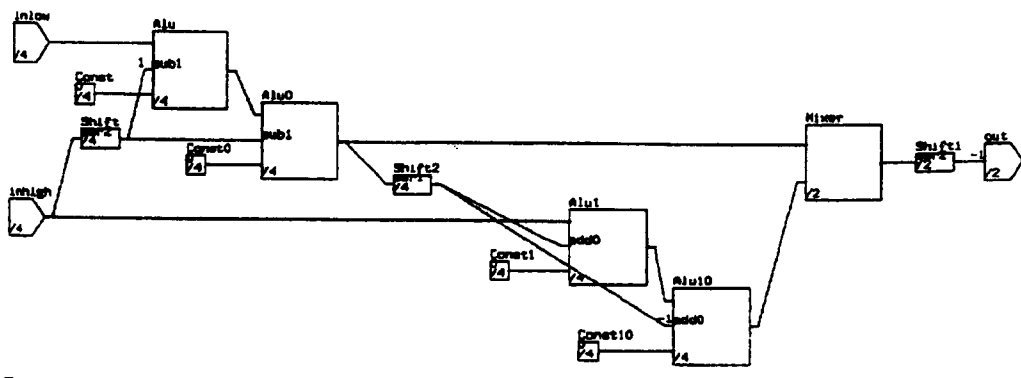 inlow
/4
Alu
1 sub1
/4
Const
0
/4
Shift
/4
Alu0
sub1
/4
Const0
0
/4
inhigh
/4
Shift2
/4
Alu1
add0
/4
Const1
0
/4
Alu10
-1 add0
/4
Const10
0
/4
Mixer
/2
Shift1
/2
-1
out
/2